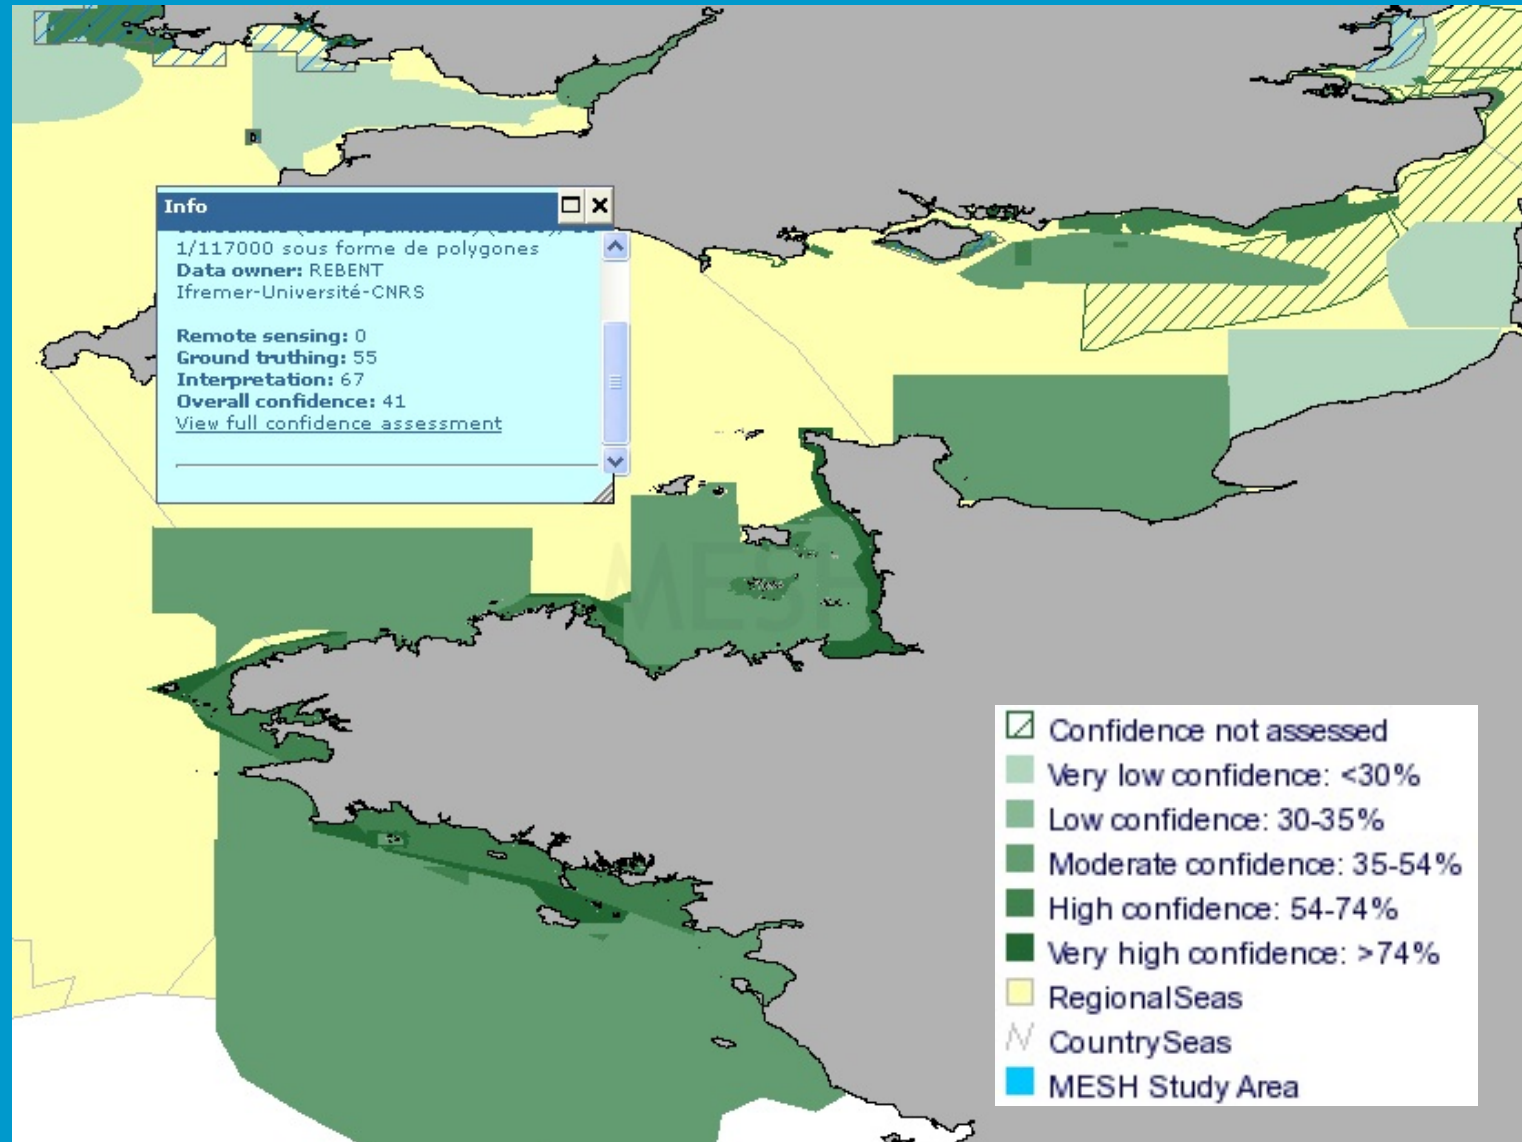 Info
1/117000 sous forme de polygones
Data owner: REBENT
Ifremer-Université-CNRS
Remote sensing: 0
Ground truthing: 55
Interpretation: 67
Overall confidence: 41
View full confidence assessment
MESH
Confidence not assessed
Very low confidence: <30%
Low confidence: 30-35%
Moderate confidence: 35-54%
High confidence: 54-74%
Very high confidence: >74%
RegionalSeas
CountrySeas
MESH Study Area